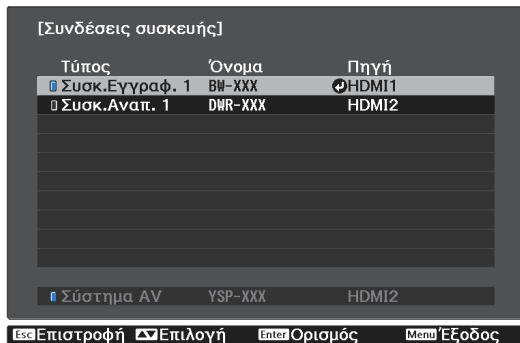 [Συνδέσεις συσκευής]
Τύπος Όνομα Πηγή
Συσκ.Εγγραφ. 1 BW-XXX HDMI1
Συσκ.Αναπ. 1 DWR-XXX HDMI2
Σύστημα AV YSP-XXX HDMI2
Esc Επιστροφή Επιλογή Enter Ορισμός Menu Έξοδος